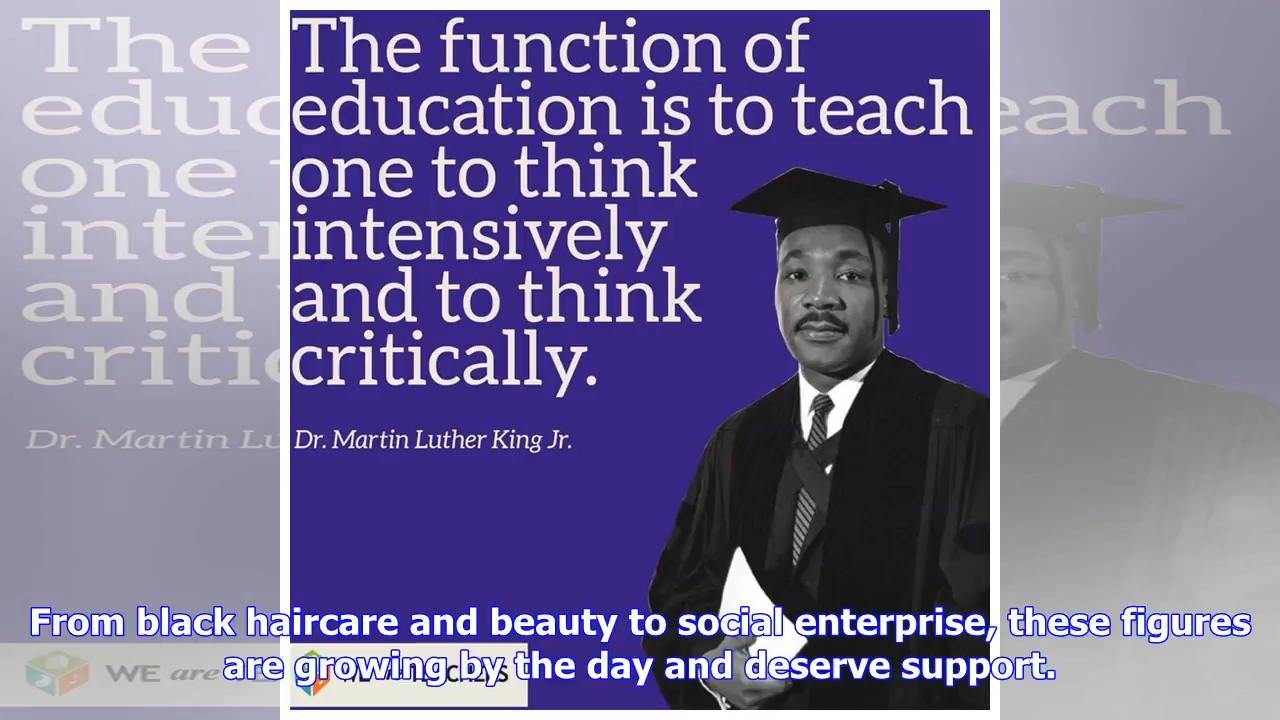 The function of
education is to teach
one to think
intensively
and to think
critically.
Dr. Martin Luther King Jr.
From black haircare and beauty to social enterprise, these figures
are growing by the day and deserve support.
WE are